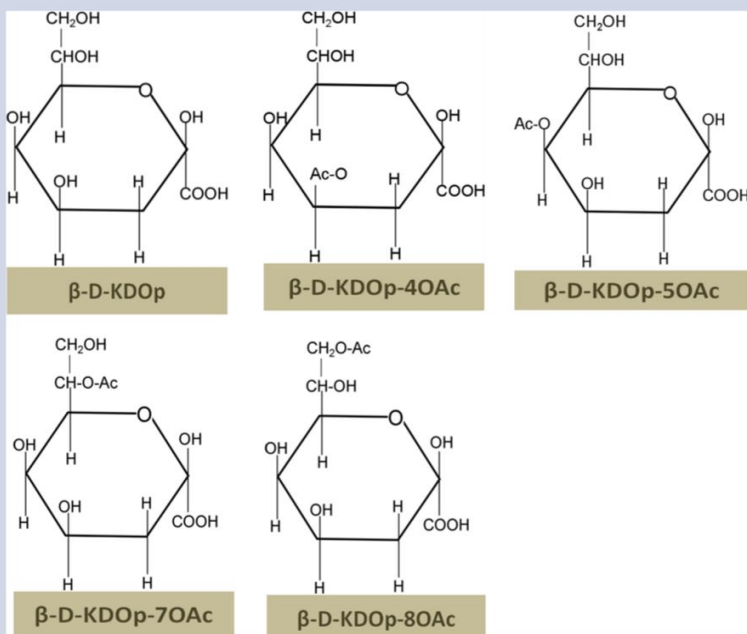 CH₂OH
CHOH
O
OH
OH
H
OH
H
H
COOH
H
H
β-D-KDOp
CH₂OH
CHOH
O
OH
OH
H
Ac-O
H
H
COOH
H
H
β-D-KDOp-4OAc
CH₂OH
CHOH
O
Ac-O
OH
H
OH
H
H
COOH
H
H
β-D-KDOp-5OAc
CH₂OH
CH-O-Ac
O
OH
OH
H
OH
H
H
COOH
H
H
β-D-KDOp-7OAc
CH₂O-Ac
CH-OH
O
OH
OH
H
OH
H
H
COOH
H
H
β-D-KDOp-8OAc